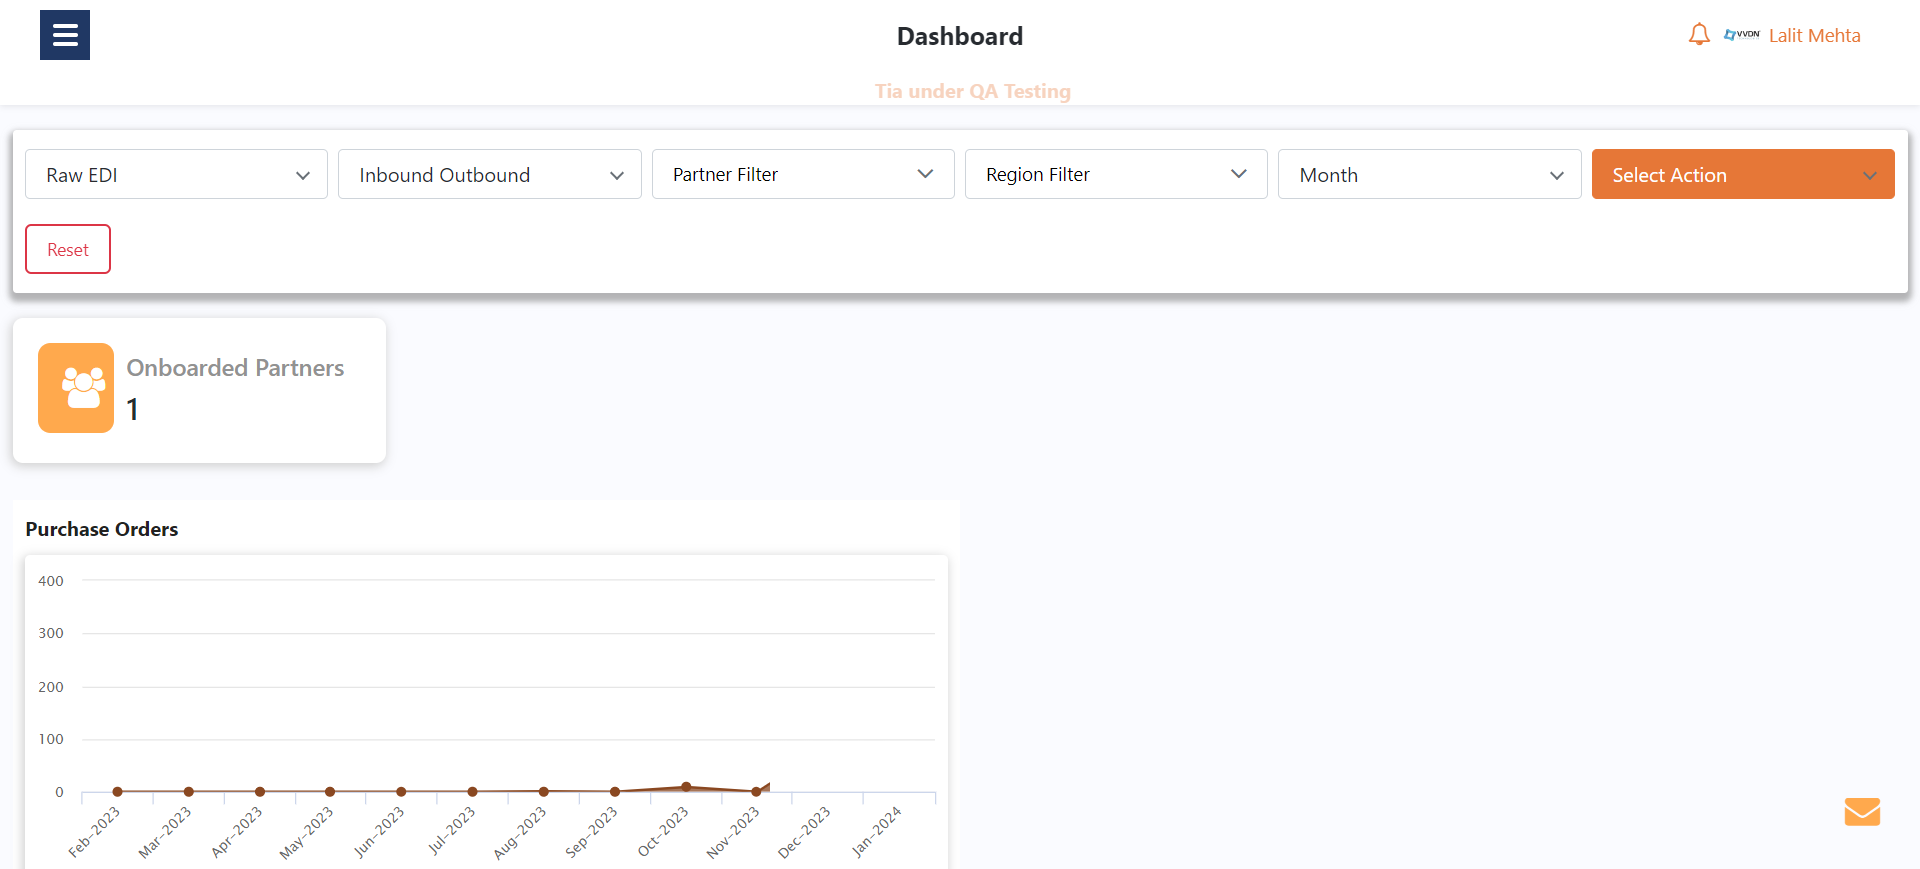 Dashboard
VVDN
Lalit Mehta
Tia under QA Testing
Raw EDI
Inbound Outbound
Partner Filter
Region Filter
Month
Select Action
Reset
Onboarded Partners
1
Purchase Orders
400
300
200
100
0
Feb-2023
Mar-2023
Apr-2023
May-2023
Jun-2023
Jul-2023
Aug-2023
Sep-2023
Oct-2023
Nov-2023
Dec-2023
Jan-2024